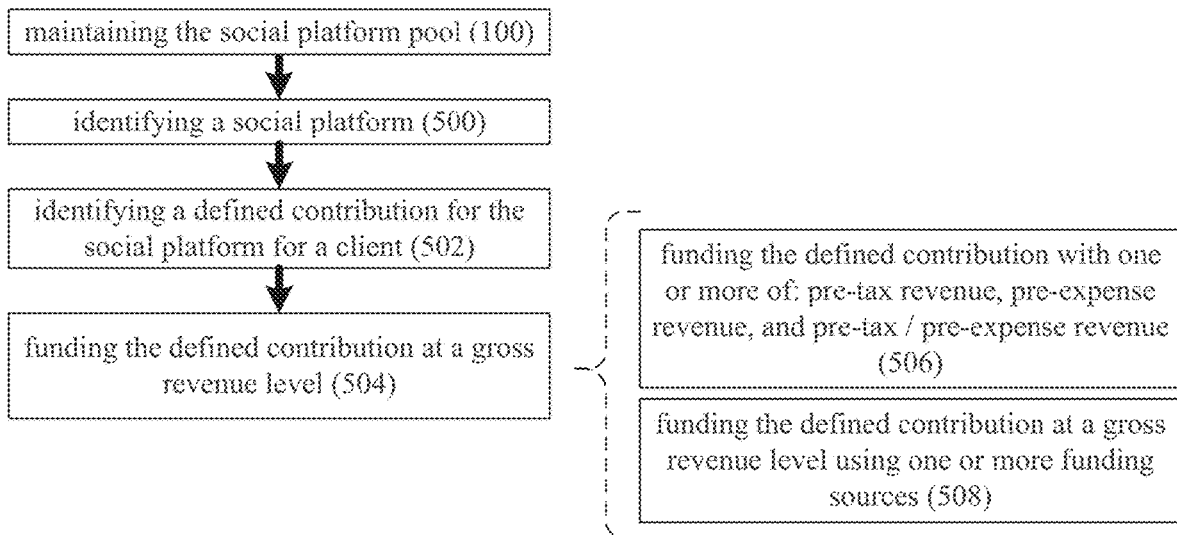 maintaining the social platform pool (100)
identifying a social platform (500)
identifying a defined contribution for the
social platform for a client (502)
funding the defined contribution at a gross
revenue level (504)
funding the defined contribution with one
or more of: pre-tax revenue, pre-expense
revenue, and pre-tax / pre-expense revenue
(506)
funding the defined contribution at a gross
revenue level using one or more funding
sources (508)